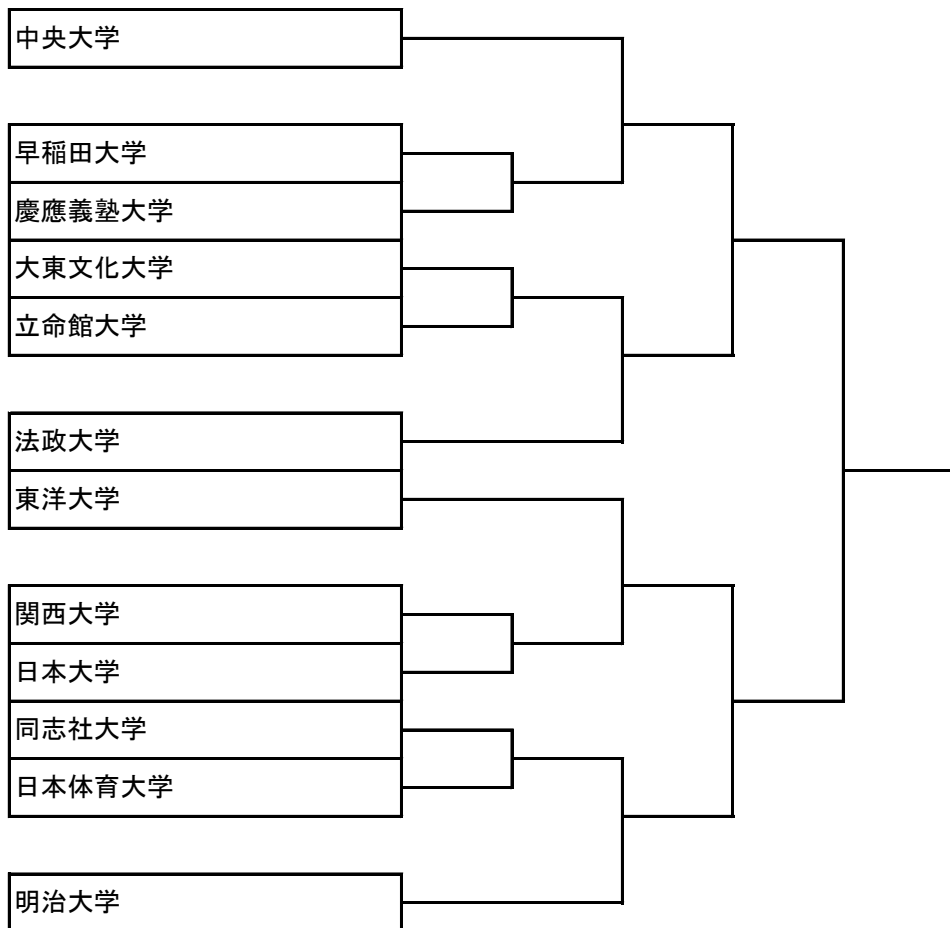 中央大学
早稲田大学
慶應義塾大学
大東文化大学
立命館大学
法政大学
東洋大学
関西大学
日本大学
同志社大学
日本体育大学
明治大学